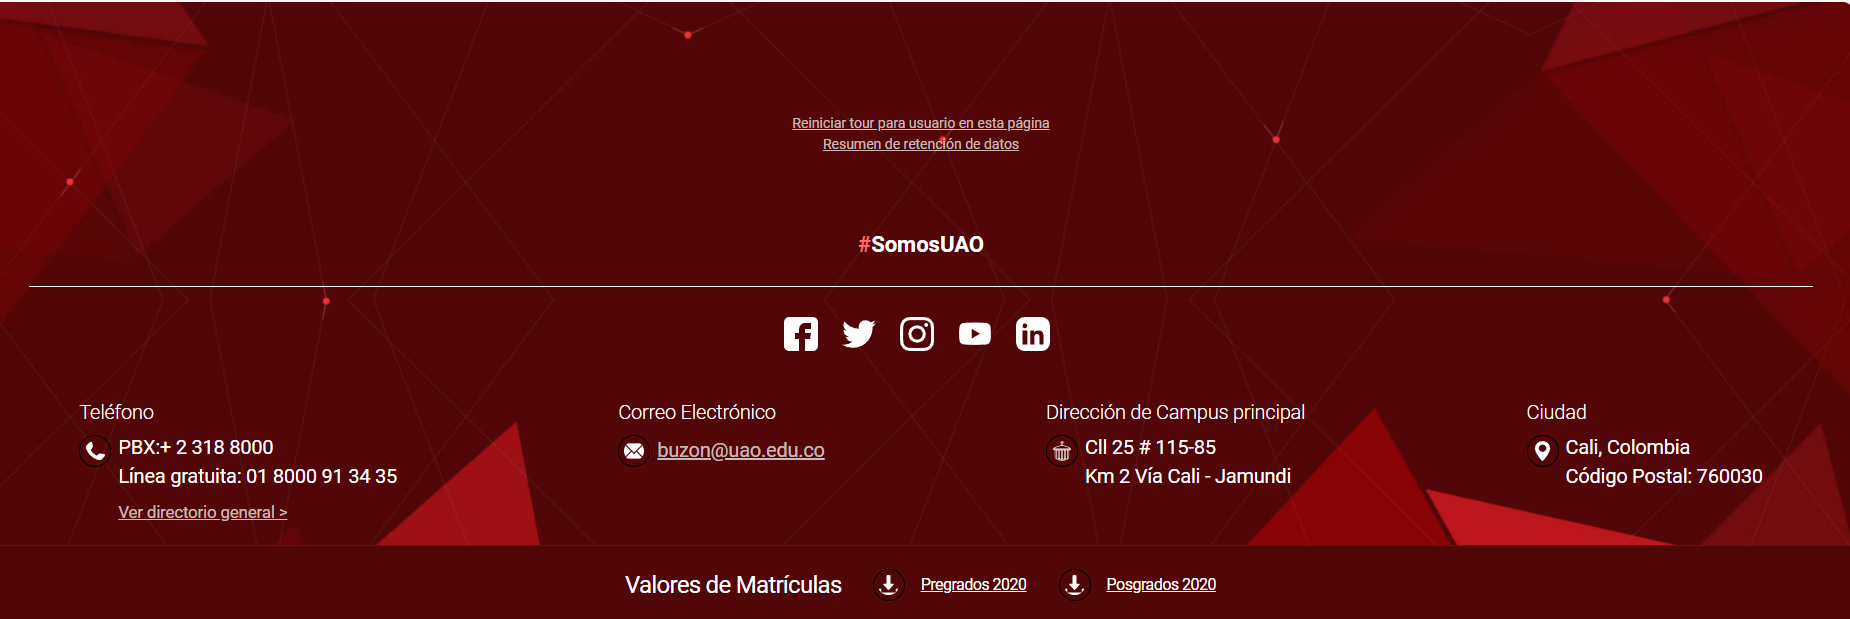 Reiniciar tour para usuario en esta página
Resumen de retención de datos
#SomosUAO
Teléfono
PBX:+ 2 318 8000
Línea gratuita: 01 8000 91 34 35
Ver directorio general >
Correo Electrónico
buzon@uao.edu.co
Dirección de Campus principal
Cll 25 # 115-85
Km 2 Vía Cali - Jamundi
Ciudad
Cali, Colombia
Código Postal: 760030
Valores de Matrículas
Pregrados 2020
Posgrados 2020